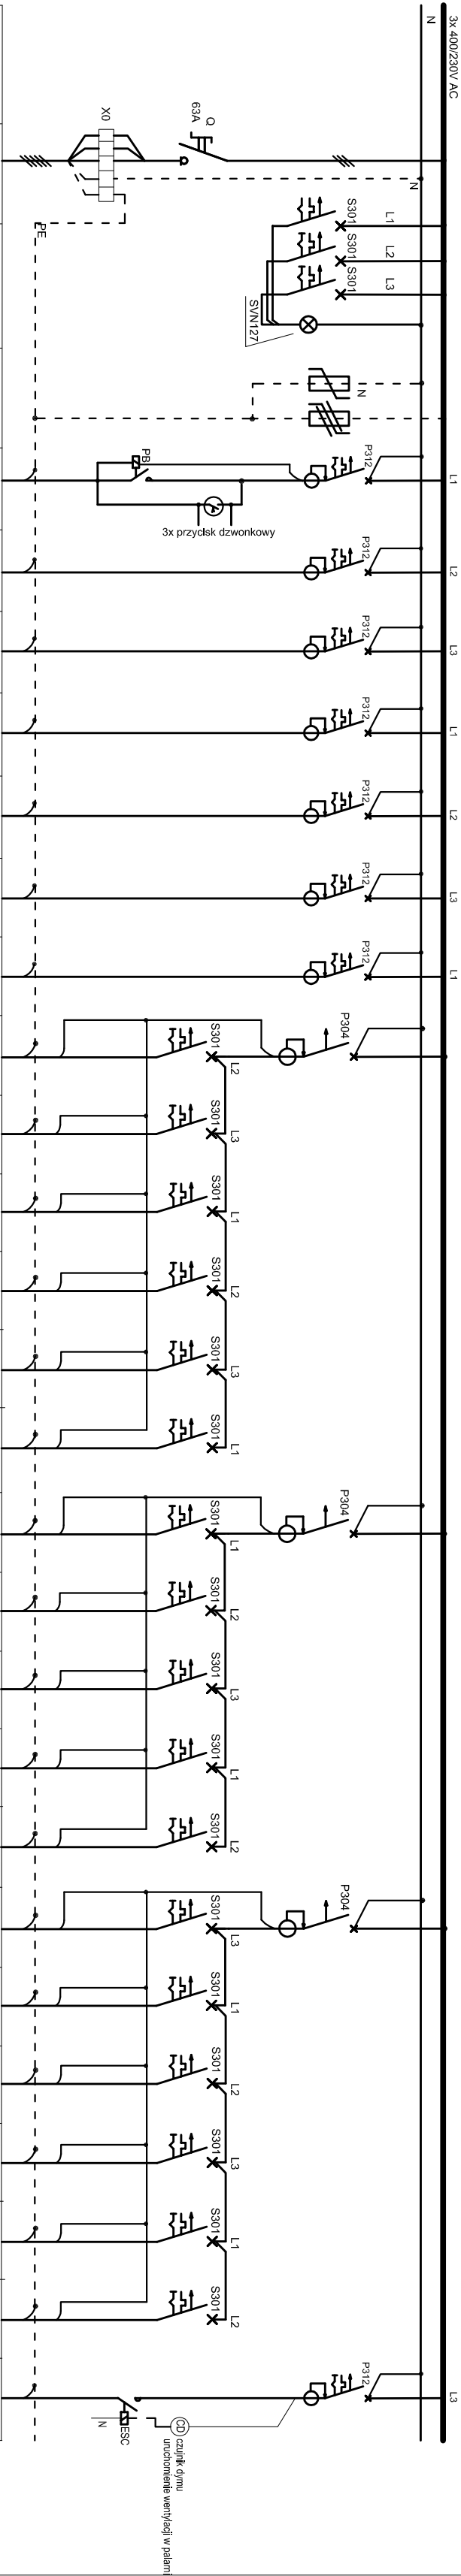 3x 400/230V AC
N
Q
63A
X0
N
PE
L1
L2
L3
S301
S301
S301
SVN127
N
L1
P312
PB
3x przycisk dzwonkowy
L2
P312
L3
P312
L1
P312
L2
P312
L3
P312
L1
P312
P304
S301
L2
S301
L3
S301
L1
S301
L2
S301
L3
S301
L1
P304
S301
L1
S301
L2
S301
L3
S301
L1
S301
L2
P304
S301
L3
S301
L1
S301
L2
S301
L3
S301
L1
S301
L2
L3
P312
ESC
N
CD
czujnik dymu
uruchomienie wentylacji w palarni